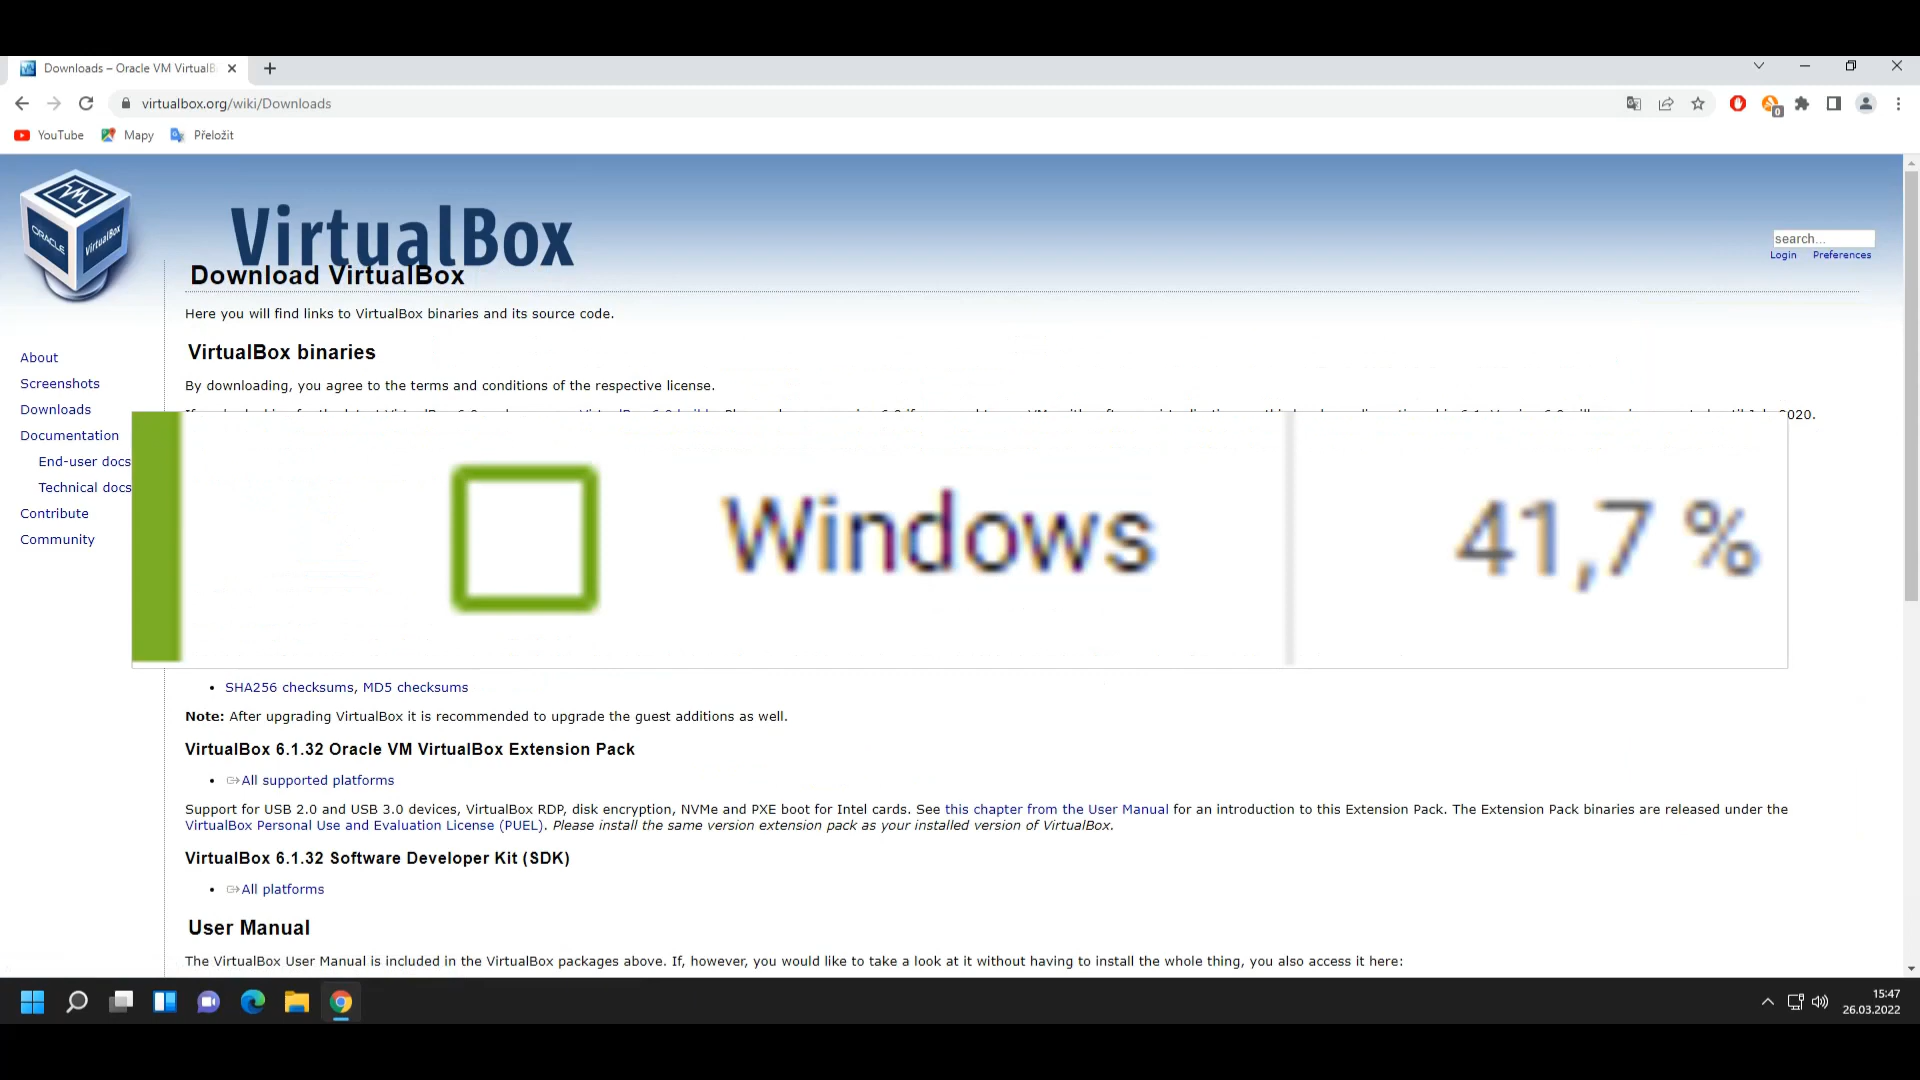 Downloads – Oracle VM VirtualB
virtualbox.org/wiki/Downloads
0
YouTube
Mapy
Přeložit
ORACLE
VirtualBox
VirtualBox
search...
Login Preferences
Download VirtualBox
Here you will find links to VirtualBox binaries and its source code.
VirtualBox binaries
By downloading, you agree to the terms and conditions of the respective license.
2020.
About
Screenshots
Downloads
Documentation
End-user docs
Technical docs
Contribute
Community
Windows 41,7 %
SHA256 checksums, MD5 checksums
Note: After upgrading VirtualBox it is recommended to upgrade the guest additions as well.
VirtualBox 6.1.32 Oracle VM VirtualBox Extension Pack
All supported platforms
Support for USB 2.0 and USB 3.0 devices, VirtualBox RDP, disk encryption, NVMe and PXE boot for Intel cards. See this chapter from the User Manual for an introduction to this Extension Pack. The Extension Pack binaries are released under the
VirtualBox Personal Use and Evaluation License (PUEL). Please install the same version extension pack as your installed version of VirtualBox.
VirtualBox 6.1.32 Software Developer Kit (SDK)
All platforms
User Manual
The VirtualBox User Manual is included in the VirtualBox packages above. If, however, you would like to take a look at it without having to install the whole thing, you also access it here:
15:47
26.03.2022